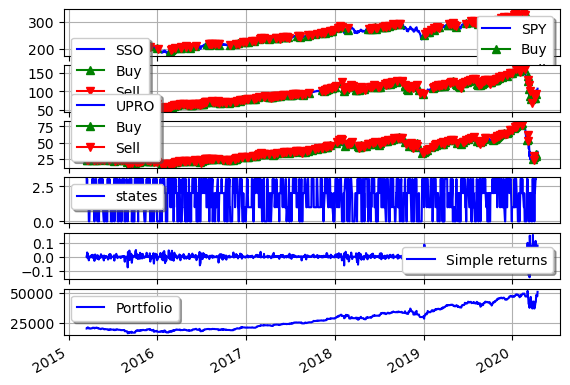 300
200
SPY
Buy
SSO
Buy
Sell
150
100
50
UPRO
Buy
Sell
75
50
25
2.5
0.0
states
0.1
0.0
−0.1
Simple returns
50000
25000
Portfolio
2015
2016
2017
2018
2019
2020